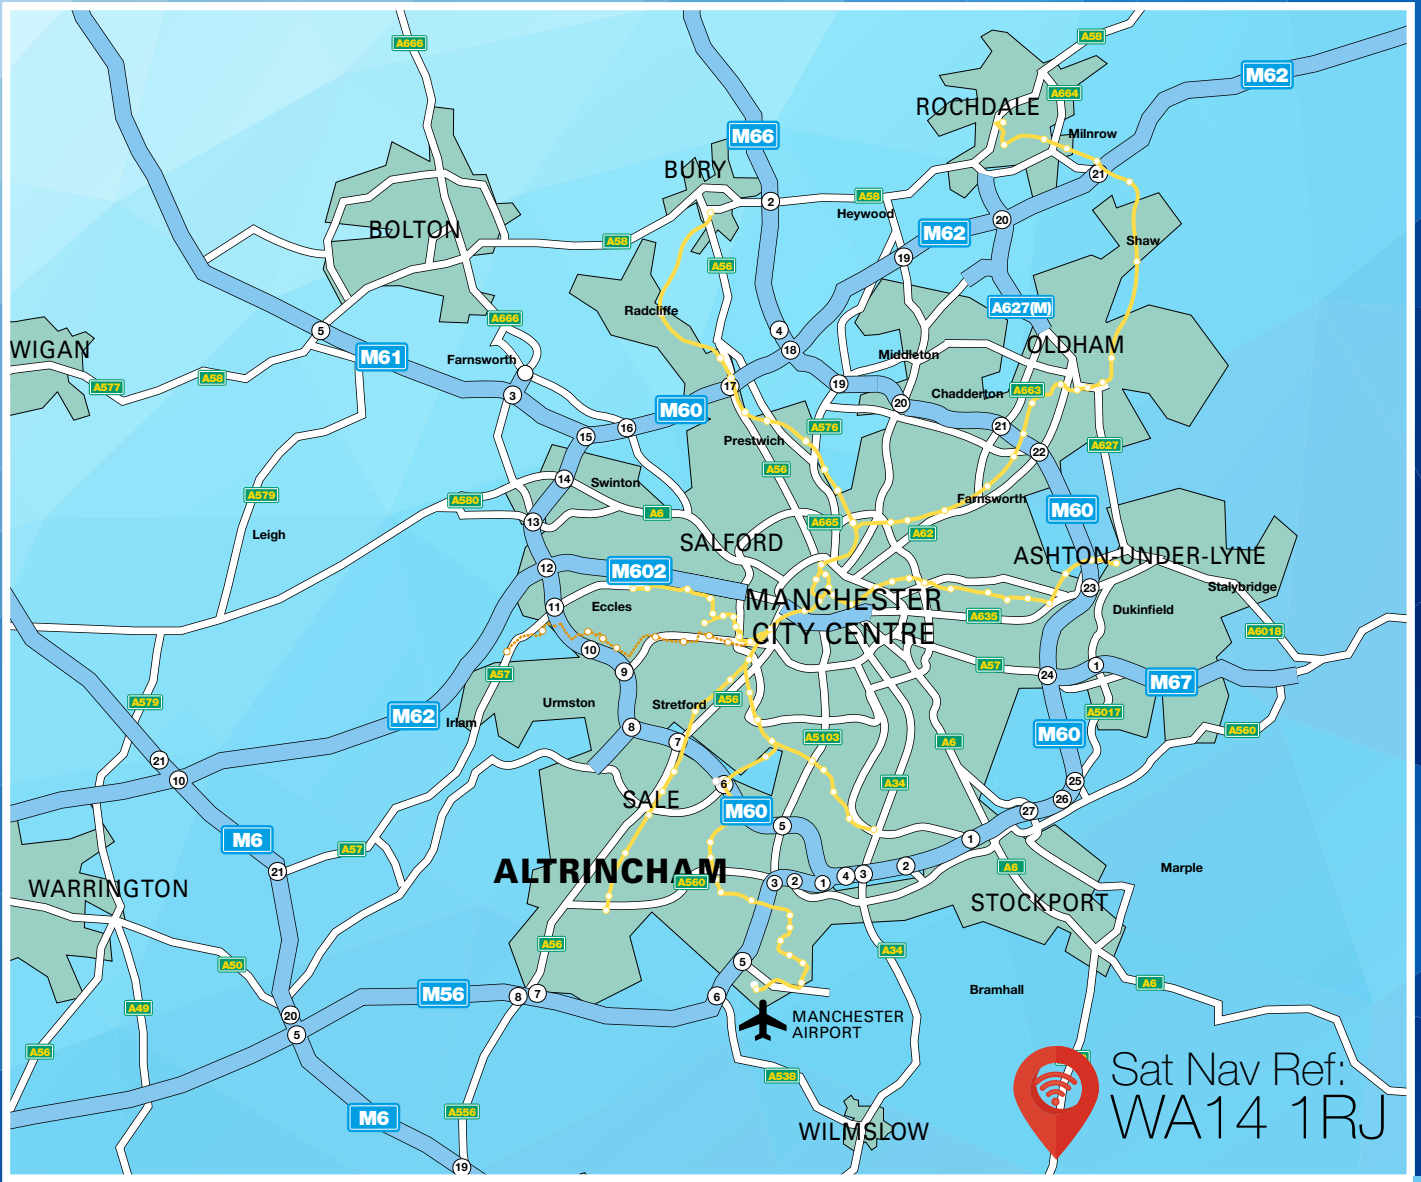 A666
A58
M62
A664
ROCHDALE
Milnrow
M66
BURY
21
2
A58
Heywood
20
M62
BOLTON
A58
Shaw
A56
19
Radcliffe
A627(M)
A666
5
4
WIGAN
M61
18
OLDHAM
Middleton
Farnsworth
A577
A58
17
19
A663
3
Chadderton
M60
20
16
A576
21
15
Prestwich
A627
22
A56
14
Swinton
A579
A580
Farnsworth
A6
M60
13
A665
A62
Leigh
SALFORD
ASHTON-UNDER-LYNE
12
M602
23
Stalybridge
MANCHESTER
CITY CENTRE
11
Eccles
A635
Dukinfield
A6018
10
A57
1
9
A57
24
M67
A579
Urmston
Stretford
A56
M62
Irlam
A5017
8
A5103
A6
M60
A560
7
21
10
6
A34
25
SALE
26
M60
27
M6
5
1
A57
21
ALTRINCHAM
A560
3
2
1
4
3
2
A6
Marple
WARRINGTON
STOCKPORT
A56
A34
A50
5
A6
M56
8
7
6
Bramhall
A49
20
5
MANCHESTER
AIRPORT
A56
A538
Sat Nav Ref:
WA14 1RJ
M6
A556
WILMSLOW
19